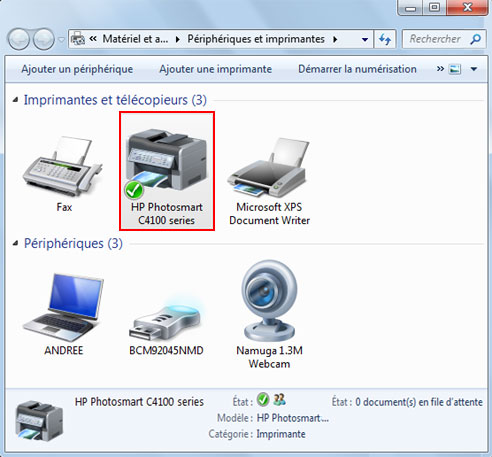 « Matériel et a... ▸ Périphériques et imprimantes ▸ Rechercher
Ajouter un périphérique Ajouter une imprimante Démarrer la numérisation »
Imprimantes et télécopieurs (3)
Fax
HP Photosmart C4100 series
Microsoft XPS Document Writer
Périphériques (3)
ANDREE
BCM92045NMD
Namuga 1.3M Webcam
HP Photosmart C4100 series
État :
État : 0 document(s) en file d'attente
Modèle : HP Photosmart...
Catégorie : Imprimante